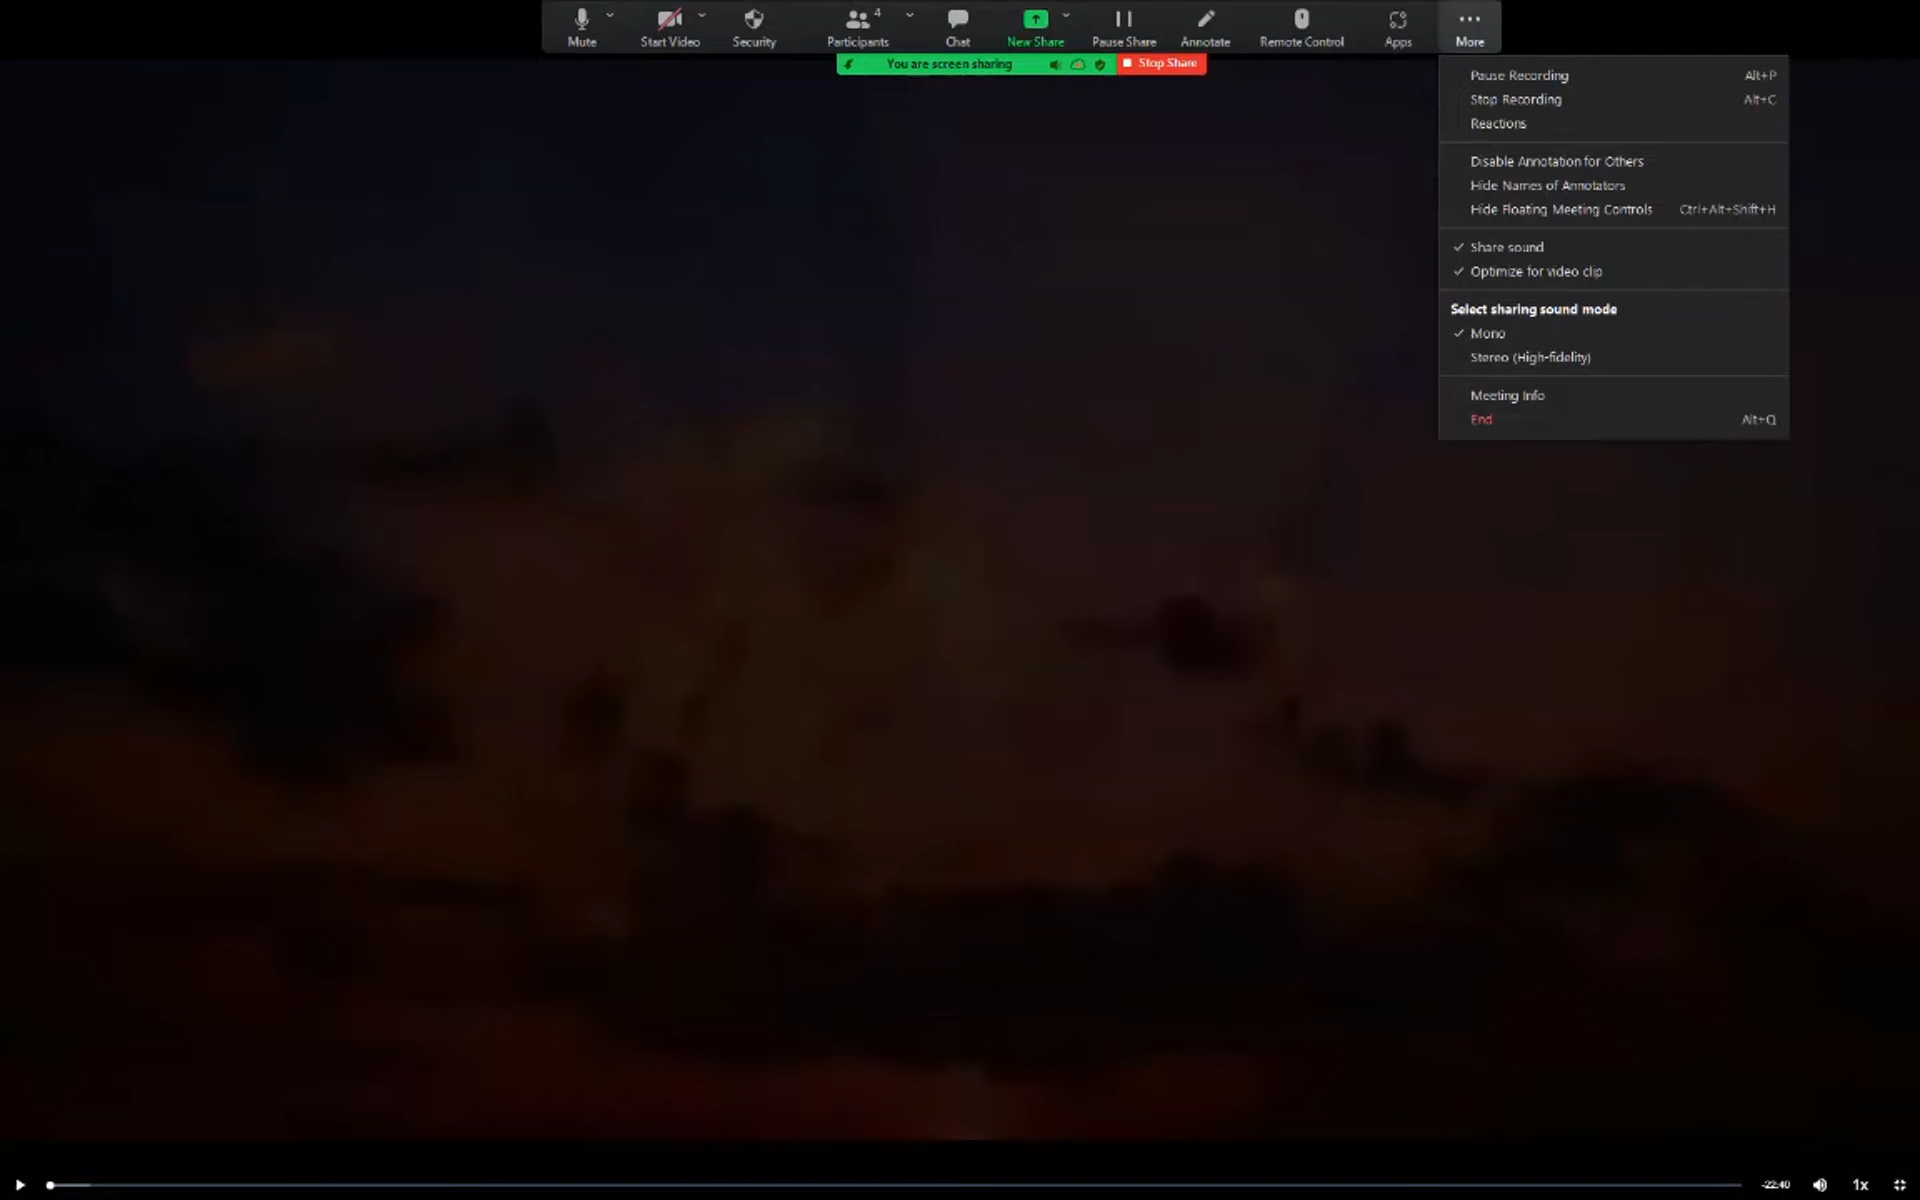 Mute
Start Video
Security
Participants
4
Chat
New Share
Pause Share
Annotate
Remote Control
Apps
More
You are screen sharing
Stop Share
Pause Recording Alt+P
Stop Recording Alt+C
Reactions
Disable Annotation for Others
Hide Names of Annotators
Hide Floating Meeting Controls Ctrl+Alt+Shift+H
Share sound
Optimize for video clip
Select sharing sound mode
Mono
Stereo (High-fidelity)
Meeting Info
End Alt+Q
-22:40
1x